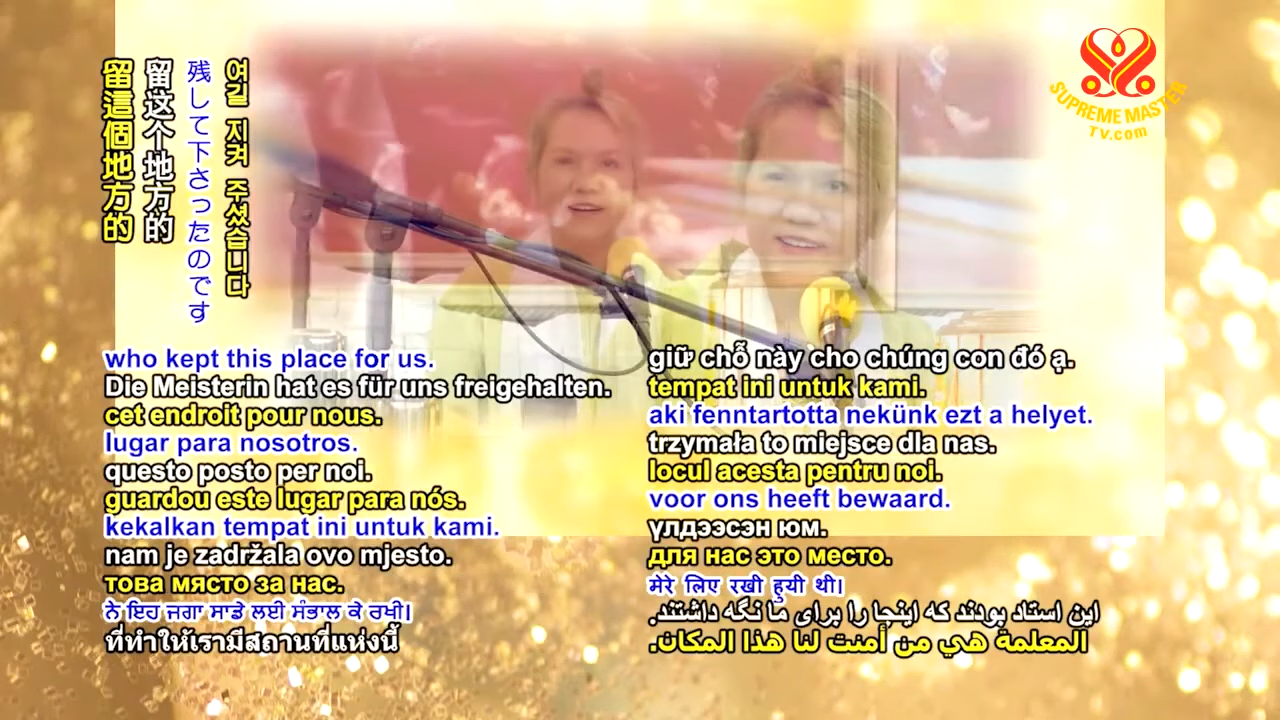 留這個地方的
留这个地方的
残して下さったのです
여길 지켜 주셨습니다
SUPREME MASTER
TV.com
who kept this place for us.
Die Meisterin hat es für uns freigehalten.
cet endroit pour nous.
lugar para nosotros.
questo posto per noi.
guardou este lugar para nós.
kekalkan tempat ini untuk kami.
nam je zadržala ovo mjesto.
това място за нас.
ਨੇ ਇਹ ਜਗਾ ਸਾਡੇ ਲਈ ਸੰਭਾਲ ਕੇ ਰਖੀ।
ที่ทำให้เรามีสถานที่แห่งนี้
giữ chỗ này cho chúng con đó ạ.
tempat ini untuk kami.
aki fenntartotta nekünk ezt a helyet.
trzymała to miejsce dla nas.
locul acesta pentru noi.
voor ons heeft bewaard.
үлдээсэн юм.
для нас это место.
मेरे लिए रखी हुयी थी।
این استاد بودند که اینجا را برای ما نگه داشتند.
المعلمة هي من أمنت لنا هذا المكان.